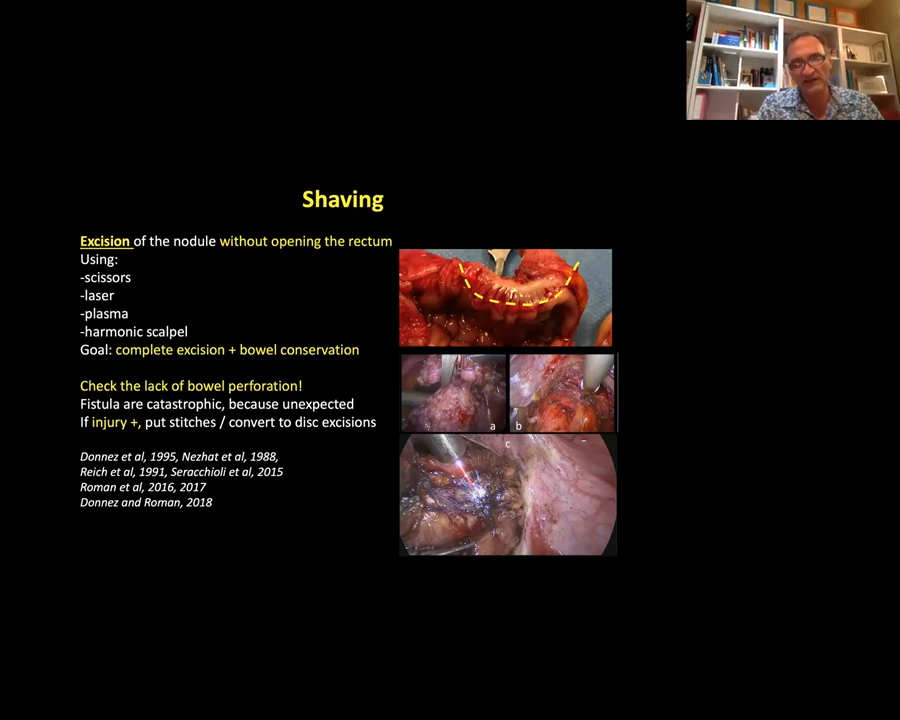 Shaving
Excision of the nodule without opening the rectum
Using:
-scissors
-laser
-plasma
-harmonic scalpel
Goal: complete excision + bowel conservation
Check the lack of bowel perforation!
Fistula are catastrophic, because unexpected
If injury +, put stitches / convert to disc excisions
Donnez et al, 1995, Nezhat et al, 1988,
Reich et al, 1991, Seracchioli et al, 2015
Roman et al, 2016, 2017
Donnez and Roman, 2018
a
b
c